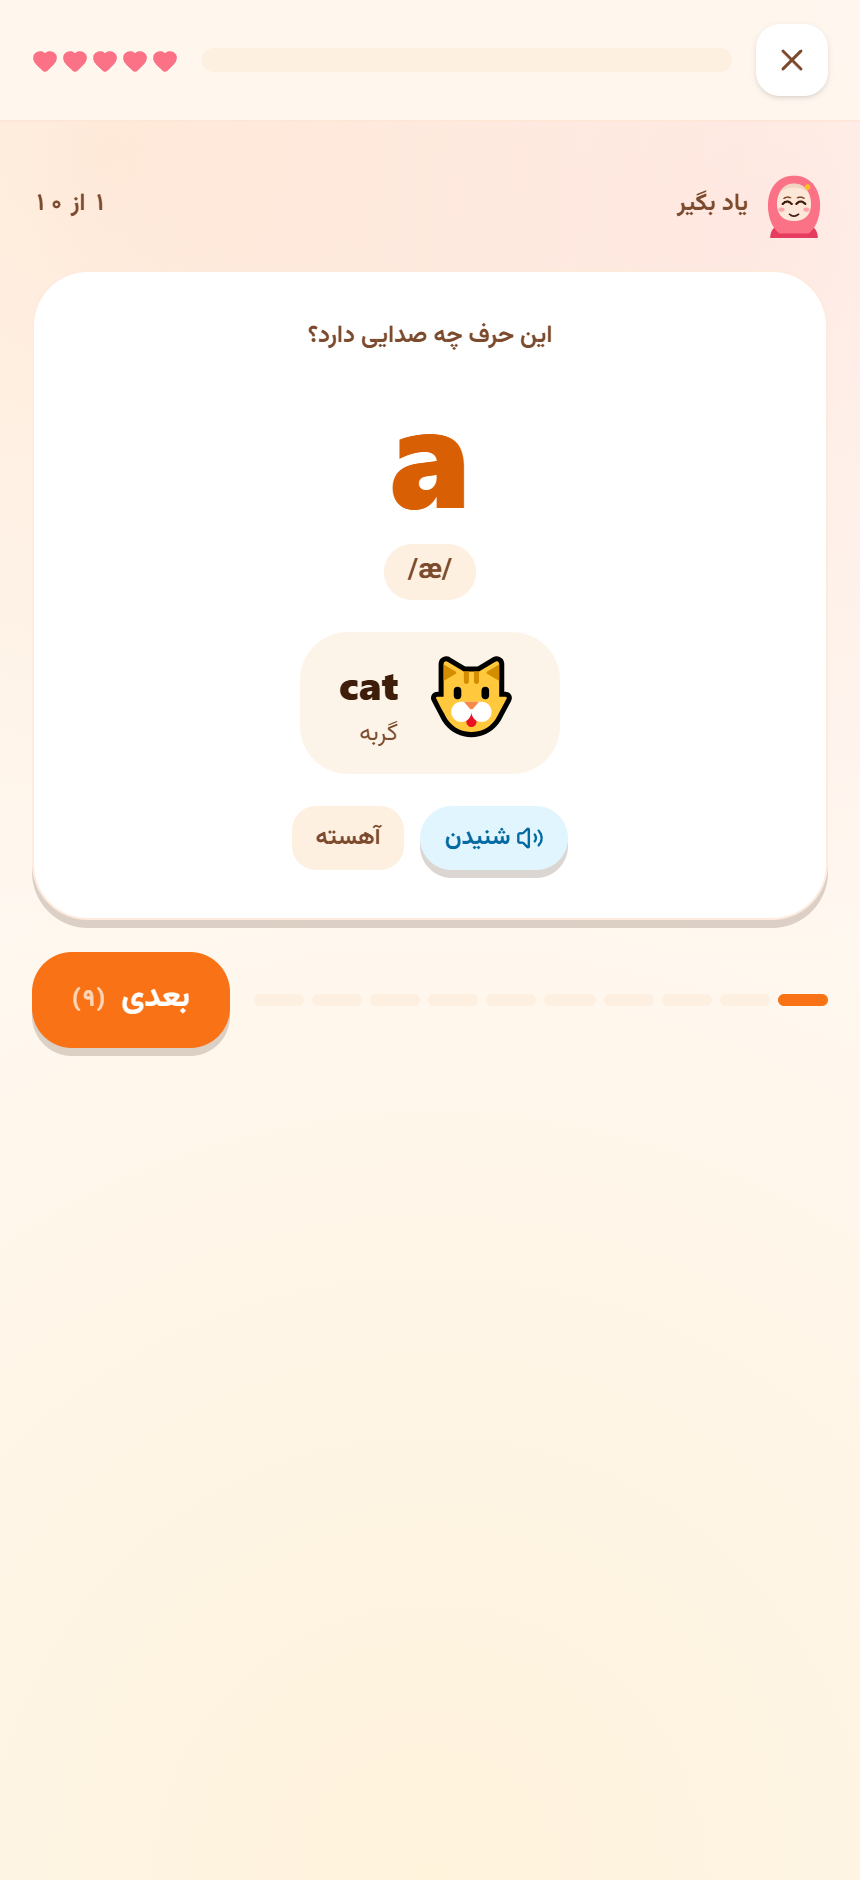 یاد بگیر
۱ از ۱۰
این حرف چه صدایی دارد؟
a
/æ/
cat
گربه
شنیدن
آهسته
بعدی (۹)